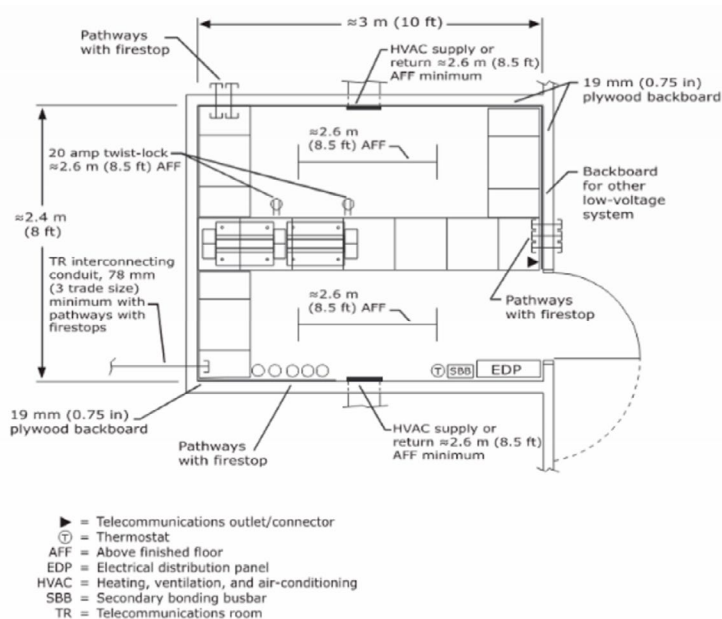 ≈3 m (10 ft)
Pathways
with firestop
HVAC supply or
return ≈2.6 m (8.5 ft)
AFF minimum
19 mm (0.75 in)
plywood backboard
≈2.6 m
(8.5 ft) AFF
20 amp twist-lock
≈2.6 m (8.5 ft) AFF
Backboard
for other
low-voltage
system
≈2.4 m
(8 ft)
TR interconnecting
conduit, 78 mm
(3 trade size)
minimum with
pathways with
firestops
≈2.6 m
(8.5 ft) AFF
Pathways
with firestop
T
SBB
EDP
19 mm (0.75 in)
plywood backboard
Pathways
with firestop
HVAC supply or
return ≈2.6 m (8.5 ft)
AFF minimum
▶ = Telecommunications outlet/connector
Ⓣ = Thermostat
AFF = Above finished floor
EDP = Electrical distribution panel
HVAC = Heating, ventilation, and air-conditioning
SBB = Secondary bonding busbar
TR = Telecommunications room